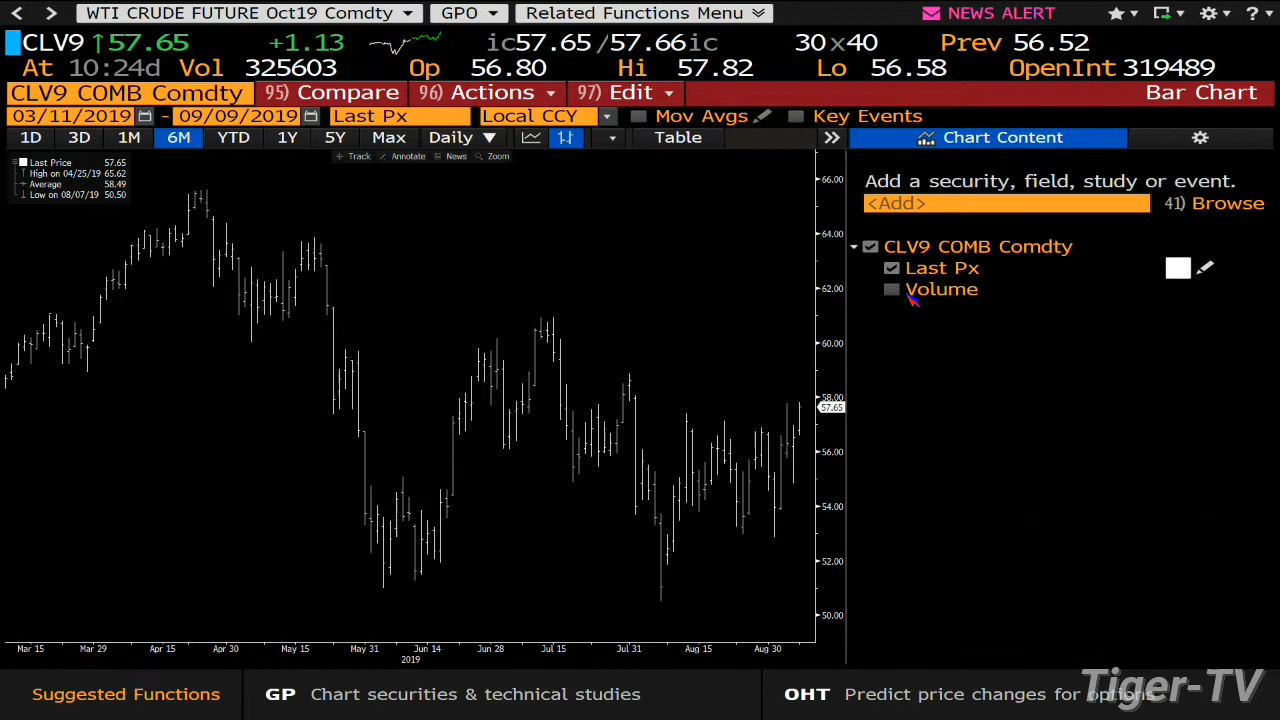 WTI CRUDE FUTURE Oct19 Comdty GPO Related Functions Menu NEWS ALERT ?
CLV9 ↑57.65 +1.13 ic57.65/57.66ic 30x40 Prev 56.52
At 10:24d Vol 325603 Op 56.80 Hi 57.82 Lo 56.58 OpenInt 319489
CLV9 COMB Comdty 95) Compare 96) Actions 97) Edit Bar Chart
03/11/2019 - 09/09/2019 Last Px Local CCY Mov Avgs Key Events
1D 3D 1M 6M YTD 1Y 5Y Max Daily ▼ Table Chart Content
Track Annotate News Zoom
Last Price 57.65
High on 04/25/19 65.62
Average 58.49
Low on 08/07/19 50.50
66.00
64.00
62.00
60.00
58.00
57.65
56.00
54.00
52.00
50.00
Mar 15 Mar 29 Apr 15 Apr 30 May 15 May 31 Jun 14 Jun 28 Jul 15 Jul 31 Aug 15 Aug 30
2019
Add a security, field, study or event.
<Add> 41) Browse
CLV9 COMB Comdty
Last Px
Volume
Suggested Functions GP Chart securities & technical studies OHT Predict price changes for options
Tiger-TV